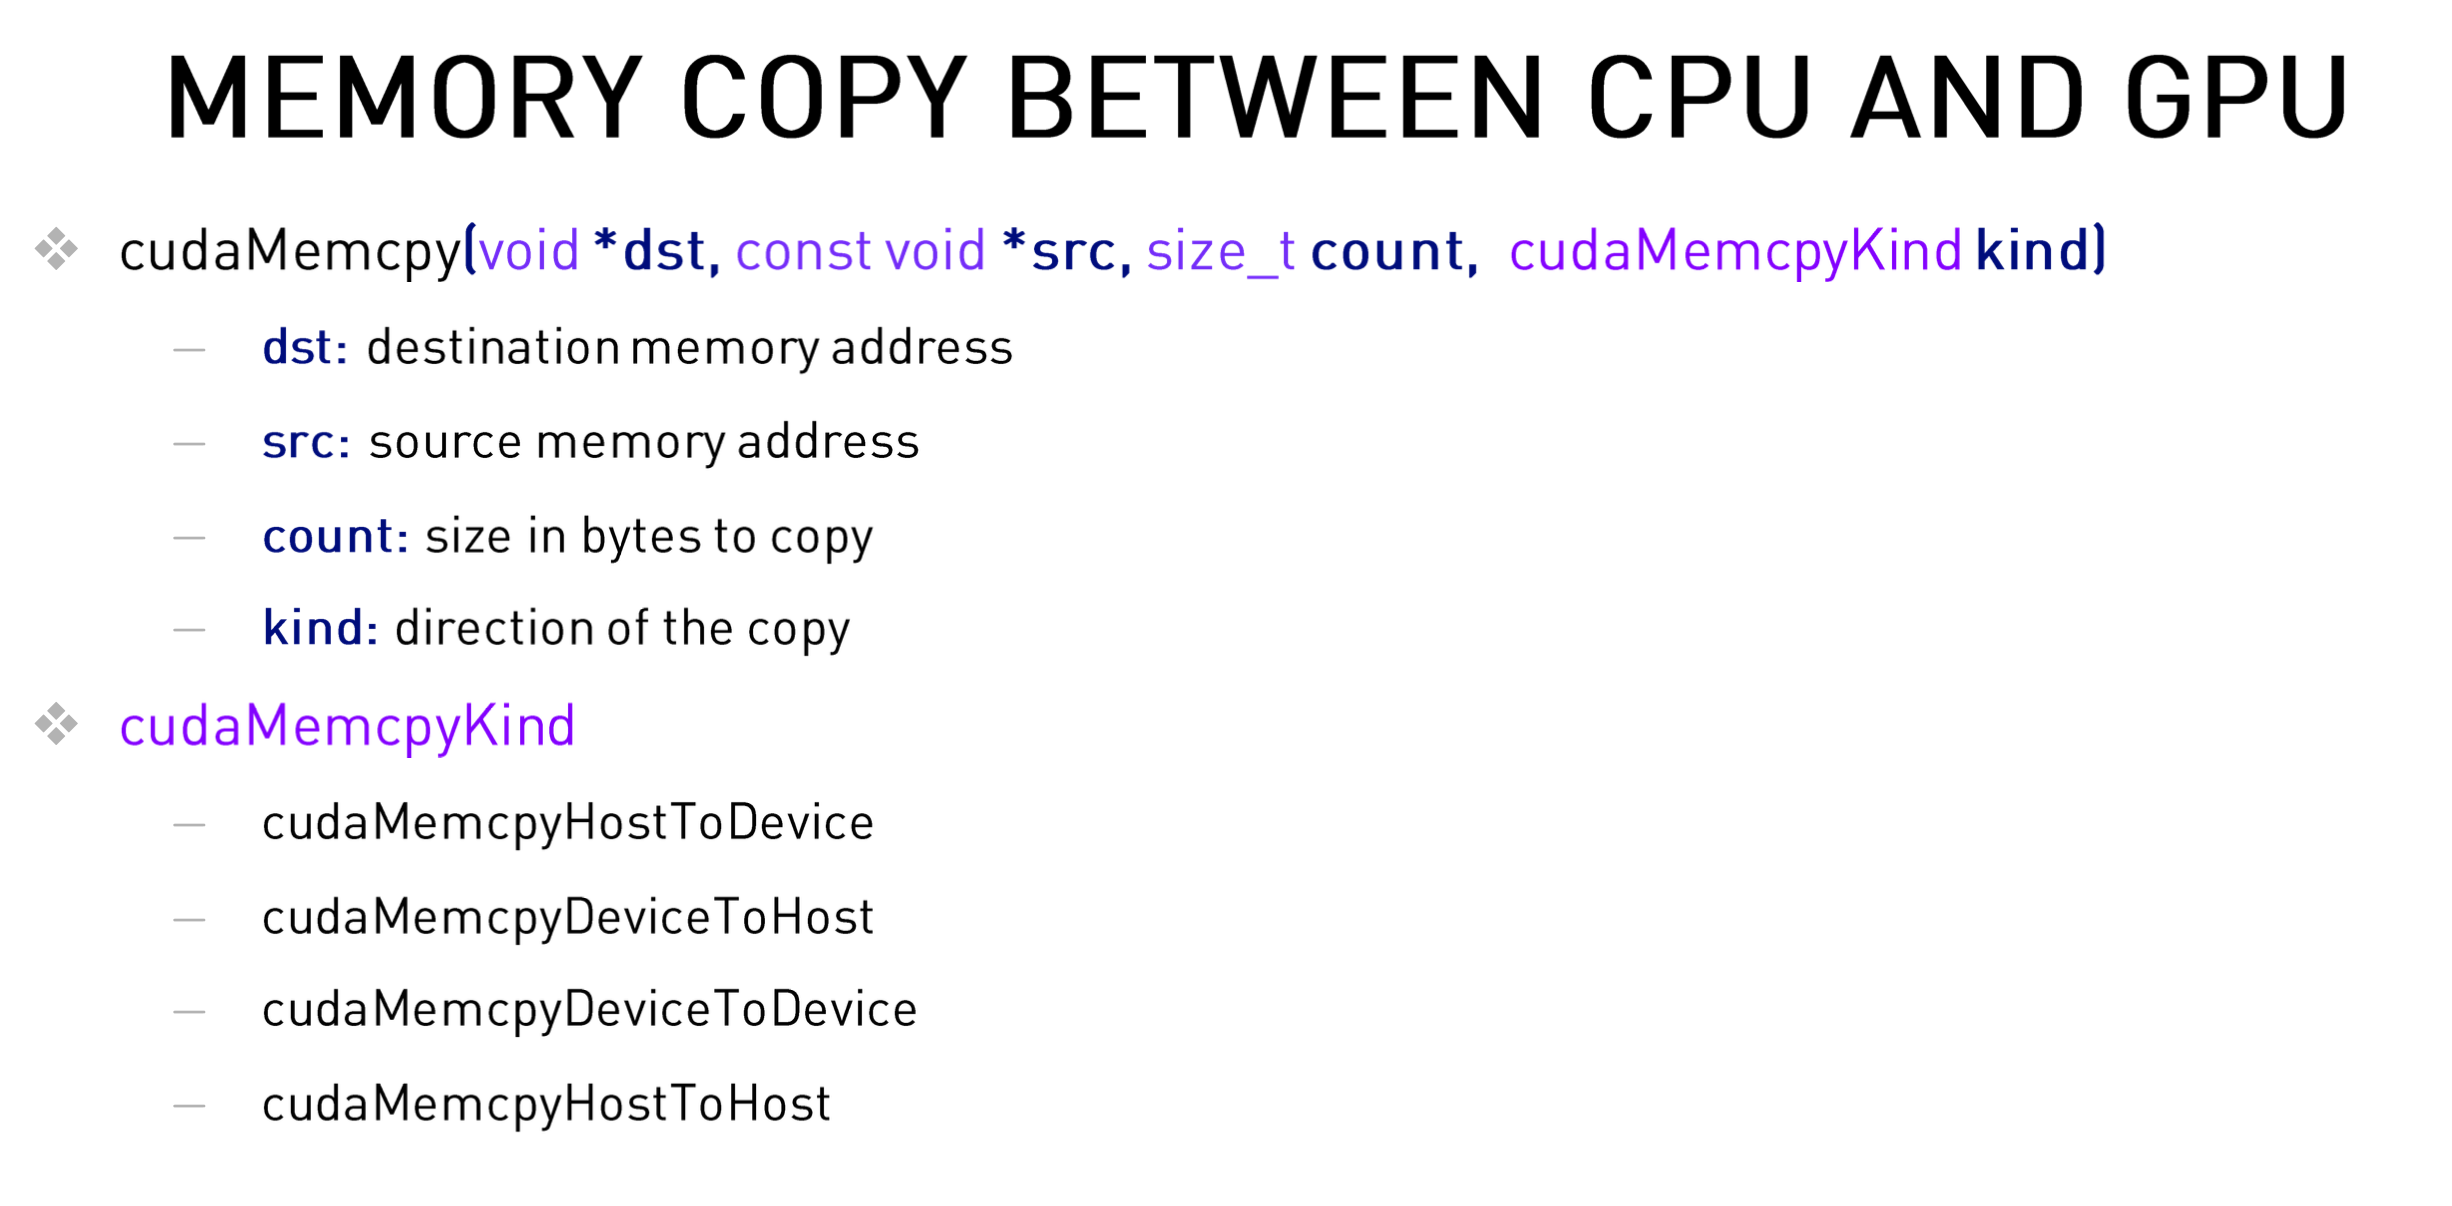 MEMORY COPY BETWEEN CPU AND GPU
❖ cudaMemcpy(void *dst, const void *src, size_t count, cudaMemcpyKind kind)
— dst: destination memory address
— src: source memory address
— count: size in bytes to copy
— kind: direction of the copy
❖ cudaMemcpyKind
— cudaMemcpyHostToDevice
— cudaMemcpyDeviceToHost
— cudaMemcpyDeviceToDevice
— cudaMemcpyHostToHost